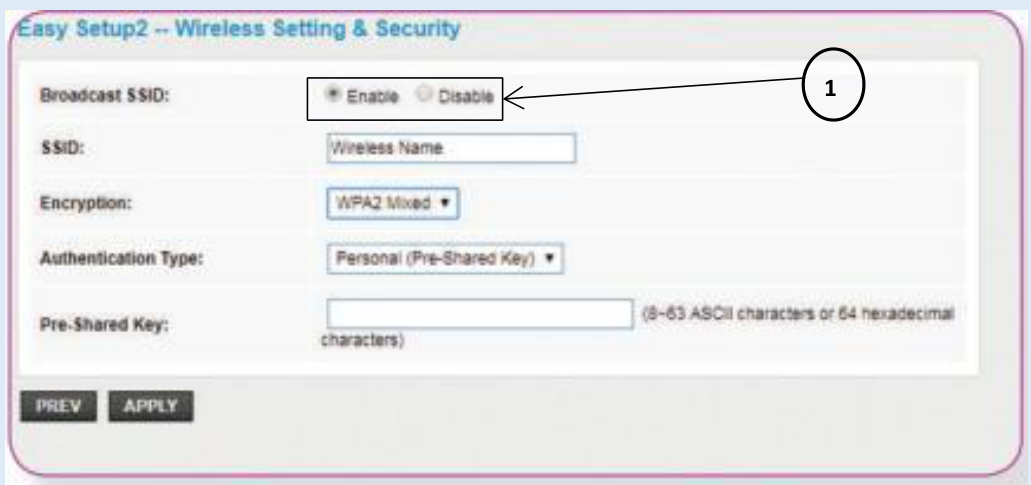 Easy Setup2 -- Wireless Setting & Security
Broadcast SSID: Enable Disable 1
SSID: Wireless Name
Encryption: WPA2 Mixed
Authentication Type: Personal (Pre-Shared Key)
Pre-Shared Key: (8~63 ASCII characters or 64 hexadecimal
characters)
PREV APPLY